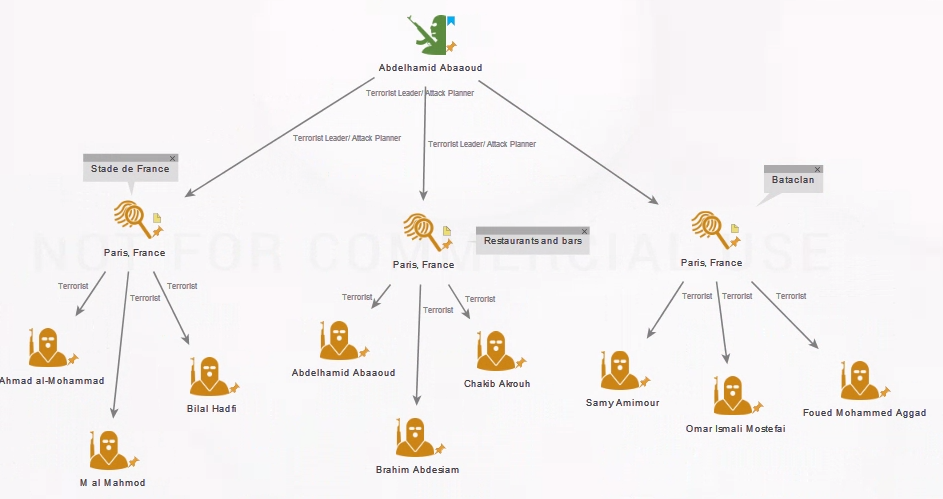 Abdelhamid Abaaoud
Terrorist Leader/ Attack Planner
Terrorist Leader/ Attack Planner
Terrorist Leader/ Attack Planner
Stade de France
Bataclan
Restaurants and bars
NOT FOR COMMERCIAL USE
Paris, France
Paris, France
Paris, France
Terrorist
Terrorist
Terrorist
Terrorist
Terrorist
Terrorist
Terrorist
Terrorist
Terrorist
Ahmad al-Mohammad
Bilal Hadfi
M al Mahmod
Abdelhamid Abaaoud
Chakib Akrouh
Brahim Abdesiam
Samy Amimour
Omar Ismali Mostefai
Foued Mohammed Aggad